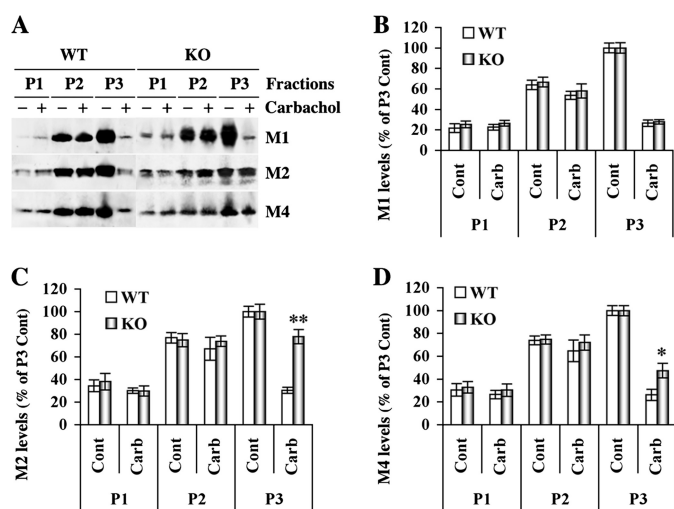 A
WT KO
P1 P2 P3 P1 P2 P3 Fractions
– + – + – + – + – + – + Carbachol
M1
M2
M4
B
M1 levels (% of P3 Cont)
120
100
80
60
40
20
0
WT
KO
Cont Carb Cont Carb Cont Carb
P1 P2 P3
C
M2 levels (% of P3 Cont)
120
100
80
60
40
20
0
WT
KO
**
Cont Carb Cont Carb Cont Carb
P1 P2 P3
D
M4 levels (% of P3 Cont)
120
100
80
60
40
20
0
WT
KO
*
Cont Carb Cont Carb Cont Carb
P1 P2 P3